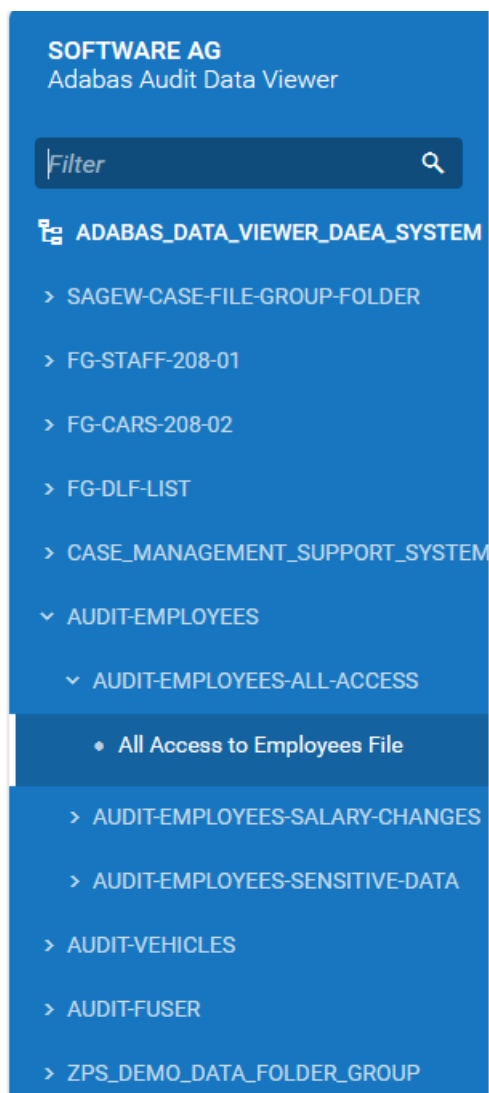 SOFTWARE AG
Adabas Audit Data Viewer
Filter
ADABAS_DATA_VIEWER_DAEA_SYSTEM
SAGEW-CASE-FILE-GROUP-FOLDER
FG-STAFF-208-01
FG-CARS-208-02
FG-DLF-LIST
CASE_MANAGEMENT_SUPPORT_SYSTEM
AUDIT-EMPLOYEES
AUDIT-EMPLOYEES-ALL-ACCESS
All Access to Employees File
AUDIT-EMPLOYEES-SALARY-CHANGES
AUDIT-EMPLOYEES-SENSITIVE-DATA
AUDIT-VEHICLES
AUDIT-FUSER
ZPS_DEMO_DATA_FOLDER_GROUP